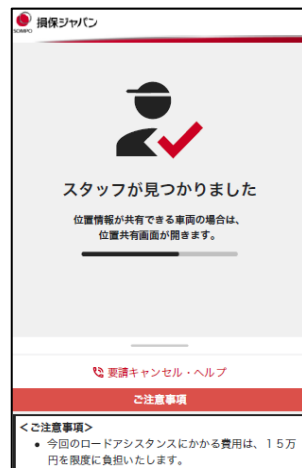 SOMPO 損保ジャパン
スタッフが見つかりました
位置情報が共有できる車両の場合は、
位置共有画面が開きます。
要請キャンセル・ヘルプ
ご注意事項
＜ご注意事項＞
● 今回のロードアシスタンスにかかる費用は、１５万
円を限度に負担いたします。